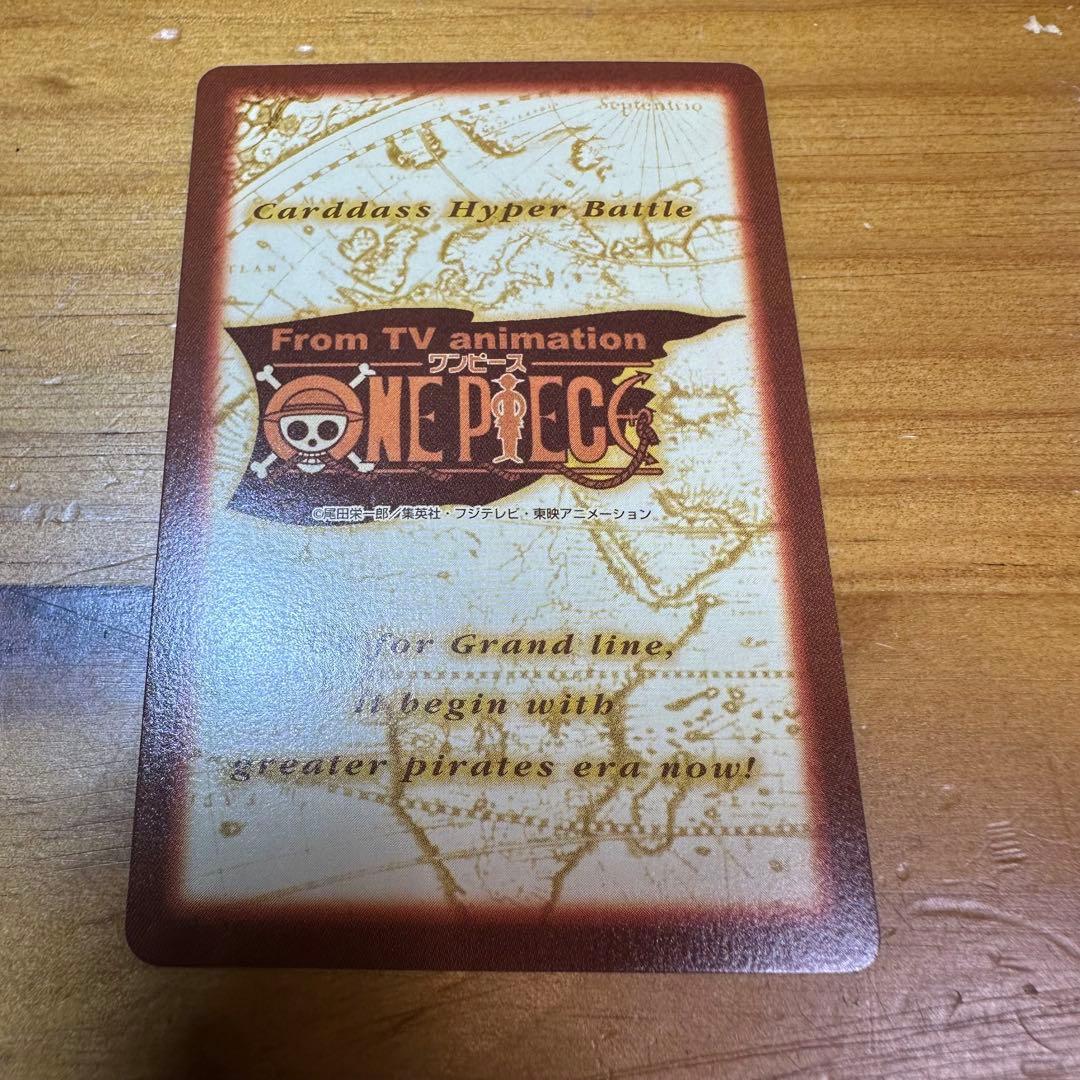 Septentrio
Carddass Hyper Battle
TLAN
From TV animation
ワンピース
ONE PIECE
©尾田栄一郎／集英社・フジテレビ・東映アニメーション
for Grand line,
it begin with
greater pirates era now!